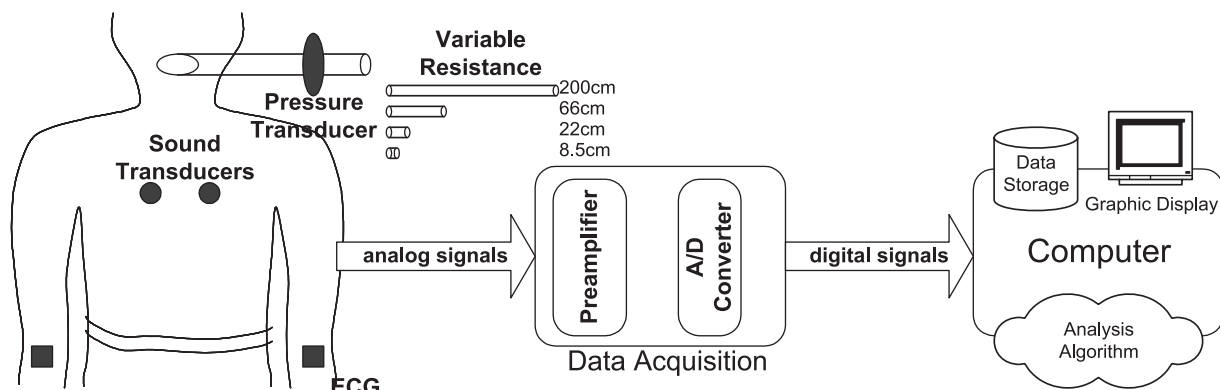 Variable
Resistance
200cm
66cm
22cm
8.5cm
Pressure
Transducer
Sound
Transducers
analog signals
Preamplifier
A/D
Converter
Data Acquisition
digital signals
Data
Storage
Graphic Display
Computer
Analysis
Algorithm
ECG